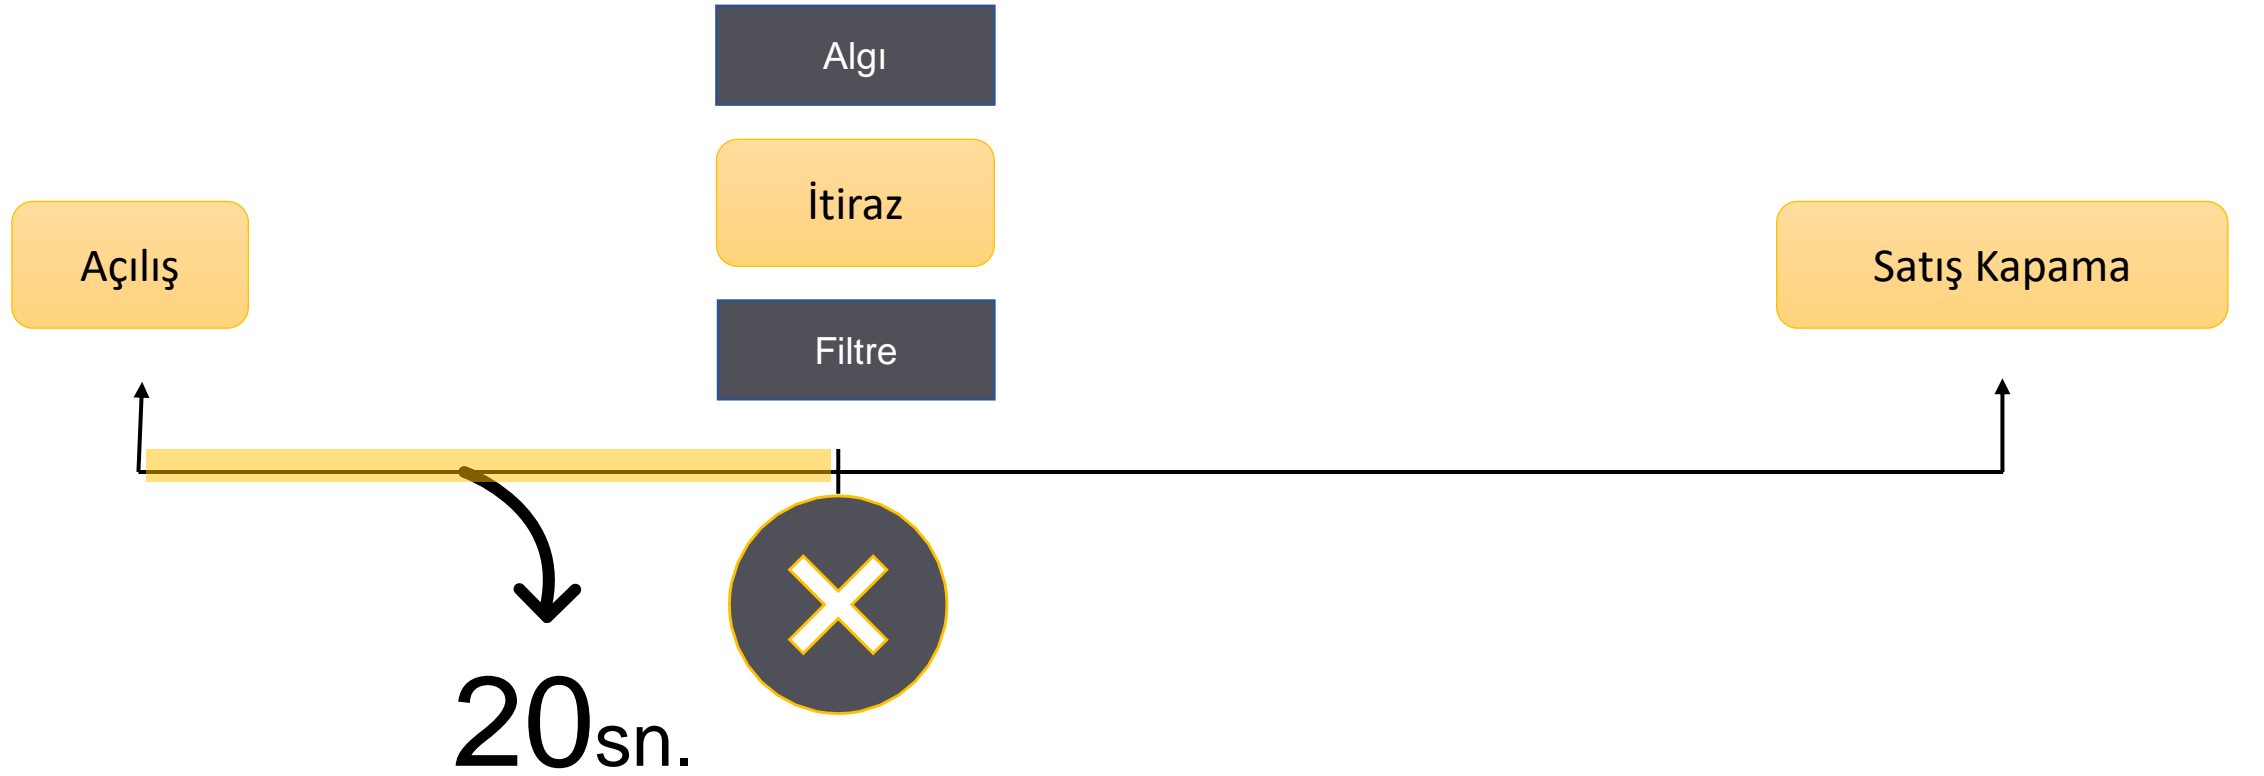 Algı
İtiraz
Açılış
Satış Kapama
Filtre
20sn.